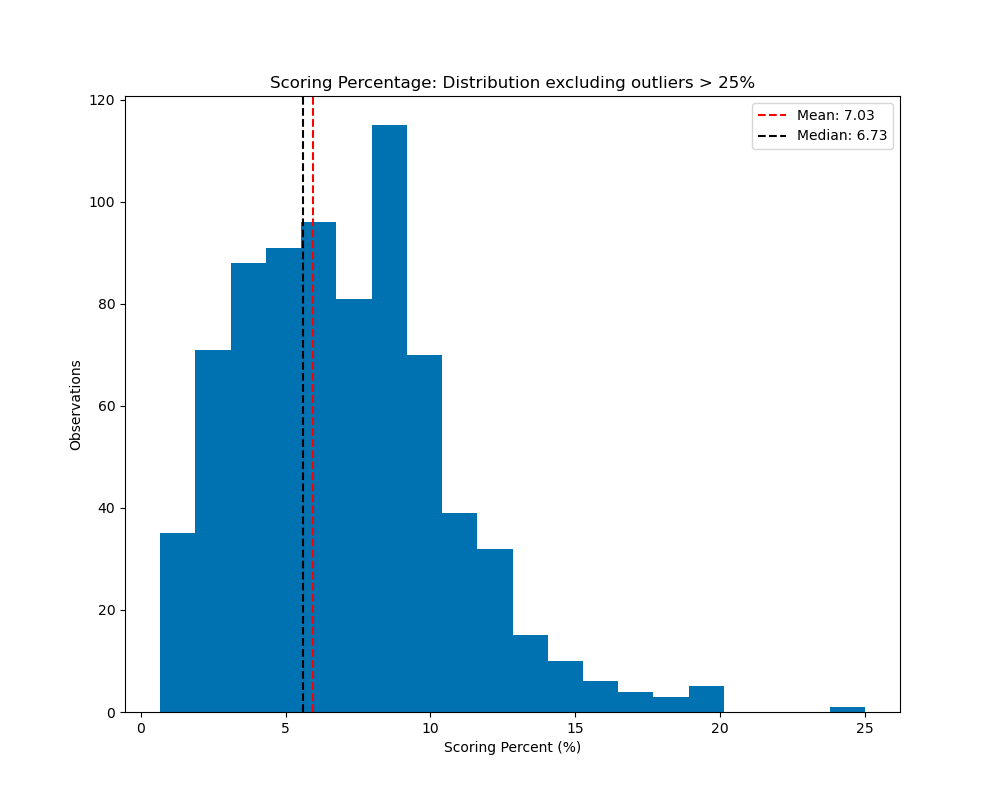 Scoring Percentage: Distribution excluding outliers > 25%
Mean: 7.03
Median: 6.73
120
100
80
60
40
20
0
Observations
0 5 10 15 20 25
Scoring Percent (%)